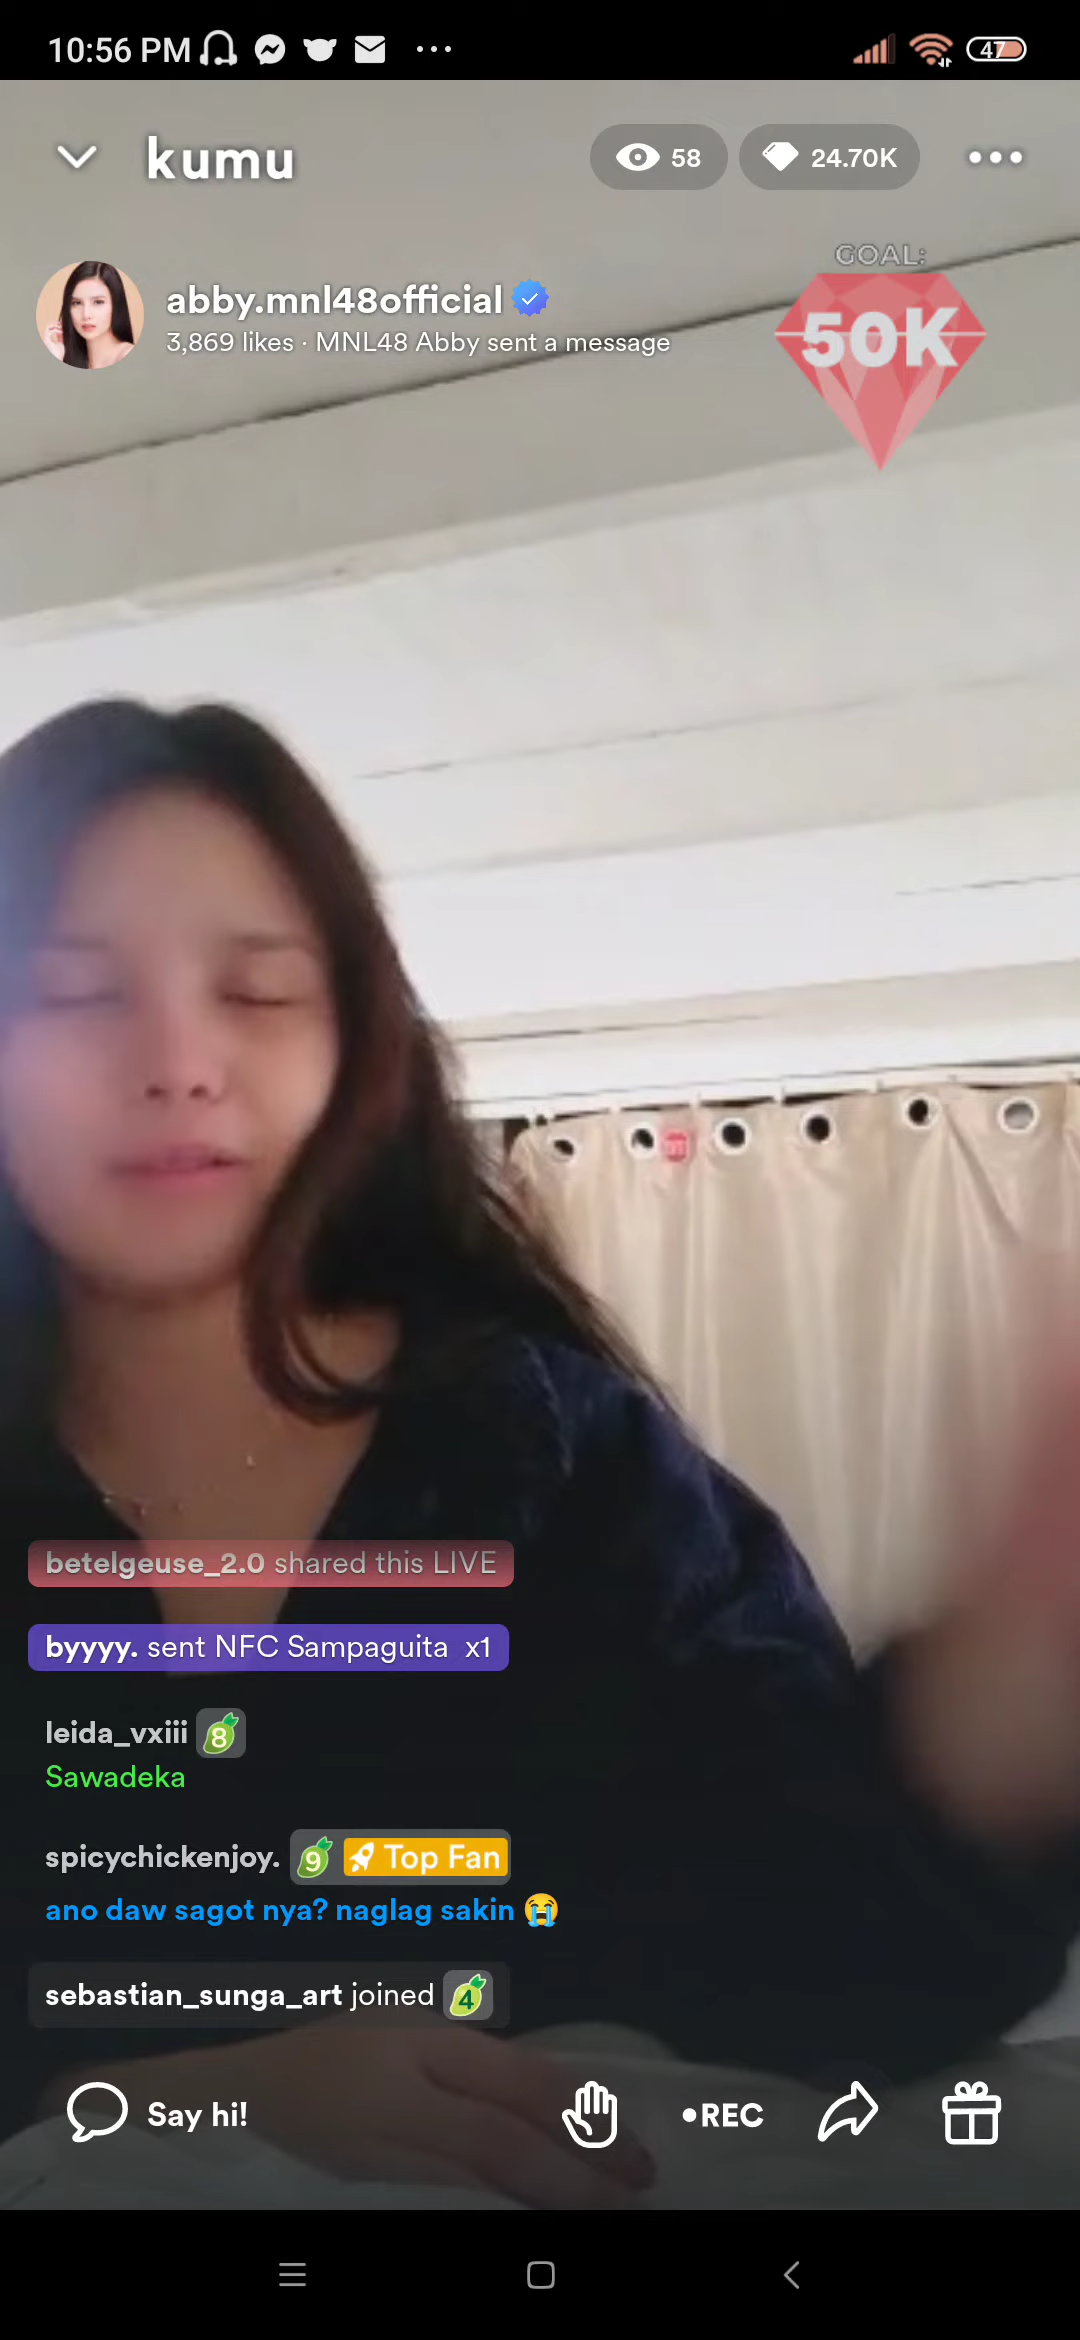 10:56 PM
47
kumu
58
24.70K
abby.mnl48official
3,869 likes · MNL48 Abby sent a message
GOAL:
50K
betelgeuse_2.0 shared this LIVE
byyyy. sent NFC Sampaguita x1
leida_vxiii 8
Sawadeka
spicychickenjoy. 9 Top Fan
ano daw sagot nya? naglag sakin 😭
sebastian_sunga_art joined 4
Say hi!
•REC